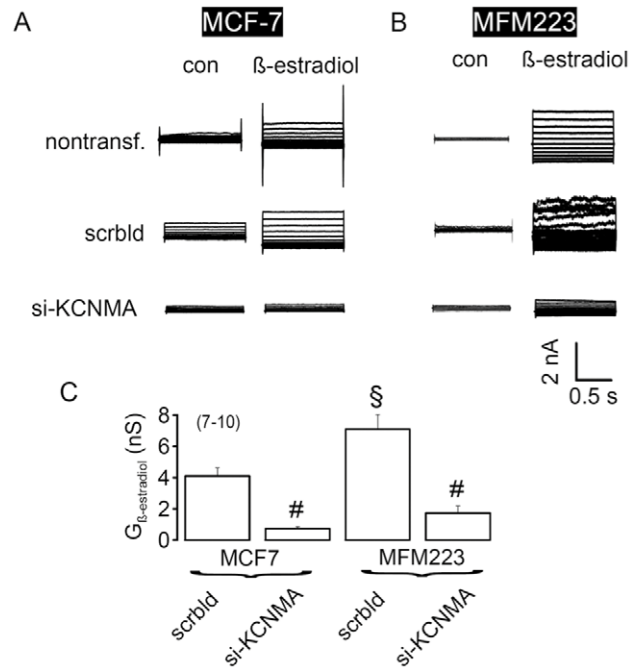 A MCF-7 B MFM223
con ß-estradiol con ß-estradiol
nontransf.
scrbld
si-KCNMA
2 nA
0.5 s
C
§
8
(7-10)
6
4
#
#
2
0
G ß-estradiol (nS)
MCF7 MFM223
scrbld si-KCNMA scrbld si-KCNMA